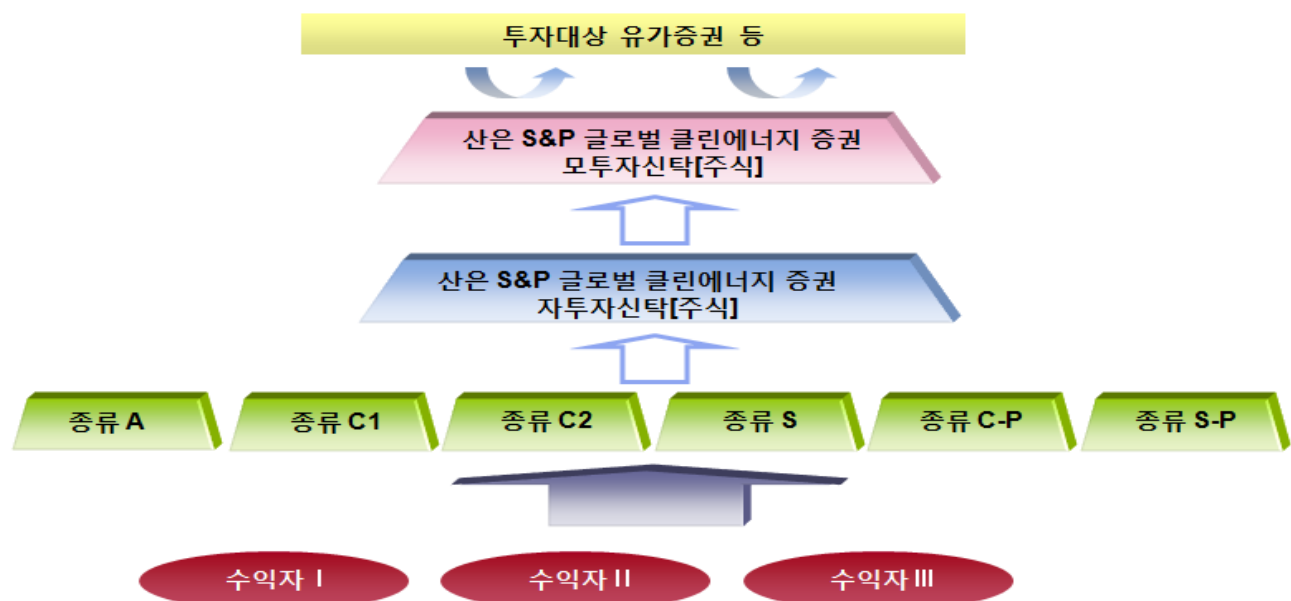 투자대상 유가증권 등
산은 S&P 글로벌 클린에너지 증권
모투자신탁[주식]
산은 S&P 글로벌 클린에너지 증권
자투자신탁[주식]
종류 A 종류 C1 종류 C2 종류 S 종류 C-P 종류 S-P
수익자 Ⅰ 수익자 Ⅱ 수익자 Ⅲ